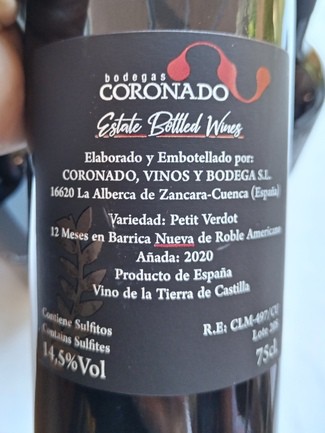 bodegas
CORONADO
Estate Bottled Wines
Elaborado y Embotellado por:
CORONADO, VINOS Y BODEGA S.L.
16620 La Alberca de Zancara-Cuenca (España)
Variedad: Petit Verdot
12 Meses en Barrica Nueva de Roble Americano
Añada: 2020
Producto de España
Vino de la Tierra de Castilla
Contiene Sulfitos
Contains Sulfites
14,5%Vol
R.E: CLM-497/CU
Lote
75cl.